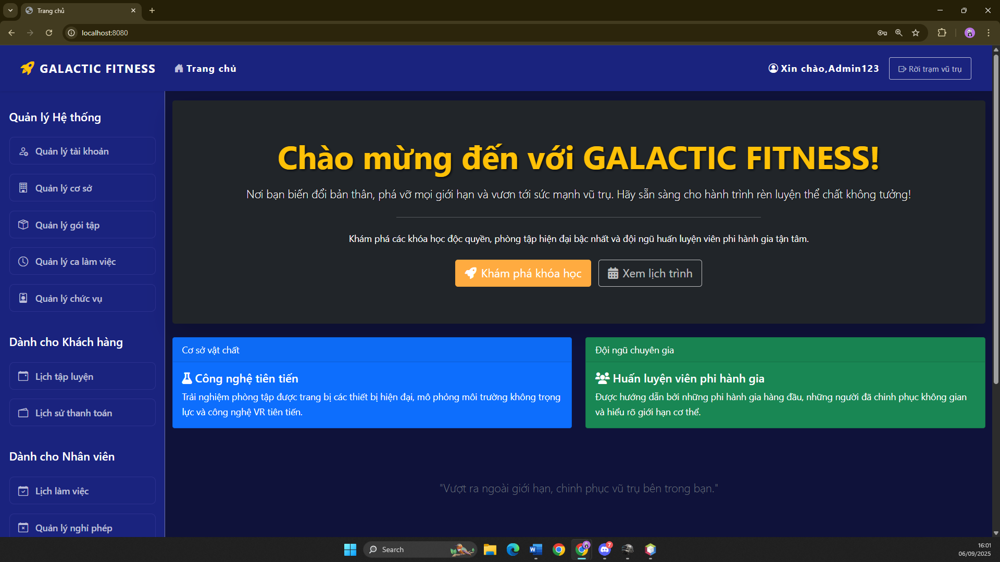 Trang chủ
localhost:8080
GALACTIC FITNESS
Trang chủ
Xin chào,Admin123
Rời trạm vũ trụ
Quản lý Hệ thống
Quản lý tài khoản
Quản lý cơ sở
Quản lý gói tập
Quản lý ca làm việc
Quản lý chức vụ
Dành cho Khách hàng
Lịch tập luyện
Lịch sử thanh toán
Dành cho Nhân viên
Lịch làm việc
Quản lý nghỉ phép
Chào mừng đến với GALACTIC FITNESS!
Nơi bạn biến đổi bản thân, phá vỡ mọi giới hạn và vươn tới sức mạnh vũ trụ. Hãy sẵn sàng cho hành trình rèn luyện thể chất không tưởng!
Khám phá các khóa học độc quyền, phòng tập hiện đại bậc nhất và đội ngũ huấn luyện viên phi hành gia tận tâm.
Khám phá khóa học
Xem lịch trình
Cơ sở vật chất
Công nghệ tiên tiến
Trải nghiệm phòng tập được trang bị các thiết bị hiện đại, mô phỏng môi trường không trọng
lực và công nghệ VR tiên tiến.
Đội ngũ chuyên gia
Huấn luyện viên phi hành gia
Được hướng dẫn bởi những phi hành gia hàng đầu, những người đã chinh phục không gian
và hiểu rõ giới hạn cơ thể.
"Vượt ra ngoài giới hạn, chinh phục vũ trụ bên trong bạn."
Search
7
16:01
06/09/2025